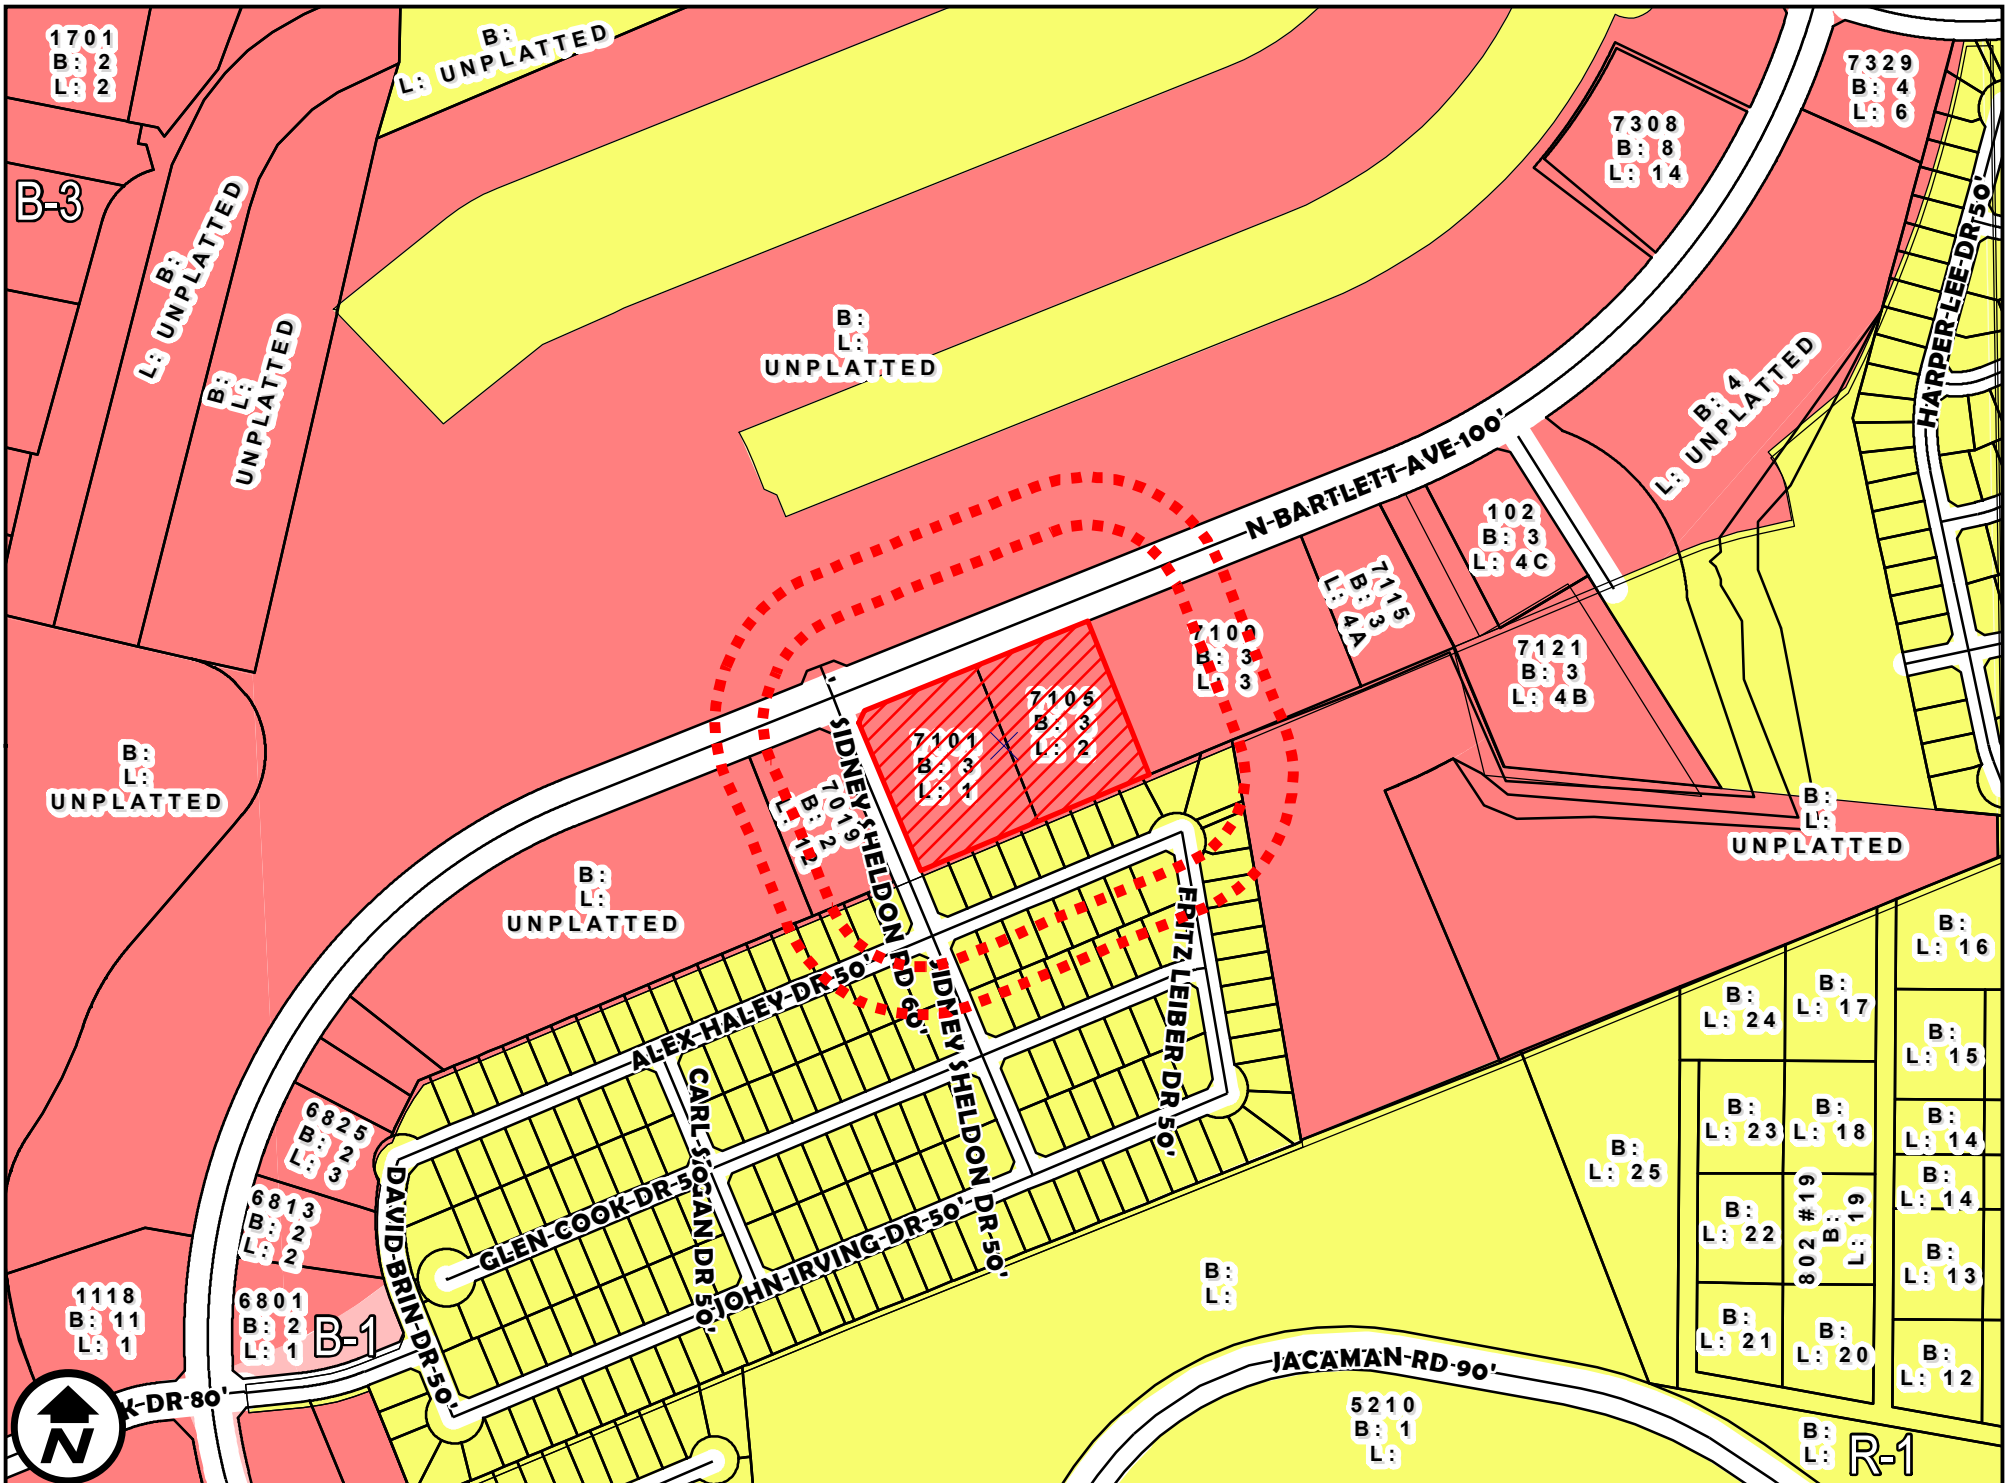 1701
B: 2
L: 2
B:
L: UNPLATTED
7329
B: 4
L: 6
7308
B: 8
L: 14
B-3
B:
L: UNPLATTED
HARPER-LEE-DR-50'
B:
L:
UNPLATTED
B:
L:
UNPLATTED
B: 4
L: UNPLATTED
N-BARTLETT-AVE-100'
102
B: 3
L: 4C
7115
B: 3
L: 4A
7109
B: 3
L: 3
7121
B: 3
L: 4B
7105
B: 3
L: 2
7101
B: 3
L: 1
B:
L:
UNPLATTED
7019
B: 2
L: 12
SIDNEY SHELDON RD-60'
B:
L:
UNPLATTED
B:
L:
UNPLATTED
FRITZ LEIBER-DR 50'
B:
L: 16
B:
L: 17
B:
L: 24
ALEX-HALEY-DR-50'
SIDNEY SHELDON DR-50'
B:
L: 15
CARL-SOGAN DR 50'
6825
B: 2
L: 3
B:
L: 23
B:
L: 18
B:
L: 14
B:
L: 25
DAVID-BRIN-DR-50'
GLEN-COOK-DR-5
6813
B: 2
L: 2
JOHN-IRVING-DR-50'
B:
L: 22
802 #19
B:
L: 19
B:
L: 14
B:
L:
B:
L: 13
1118
B: 11
L: 1
6801
B: 2
L: 1
B-1
B:
L: 21
B:
L: 20
B:
L: 12
JACAMAN-RD-90'
K-DR-80'
5210
B: 1
L:
B:
L:
R-1
N